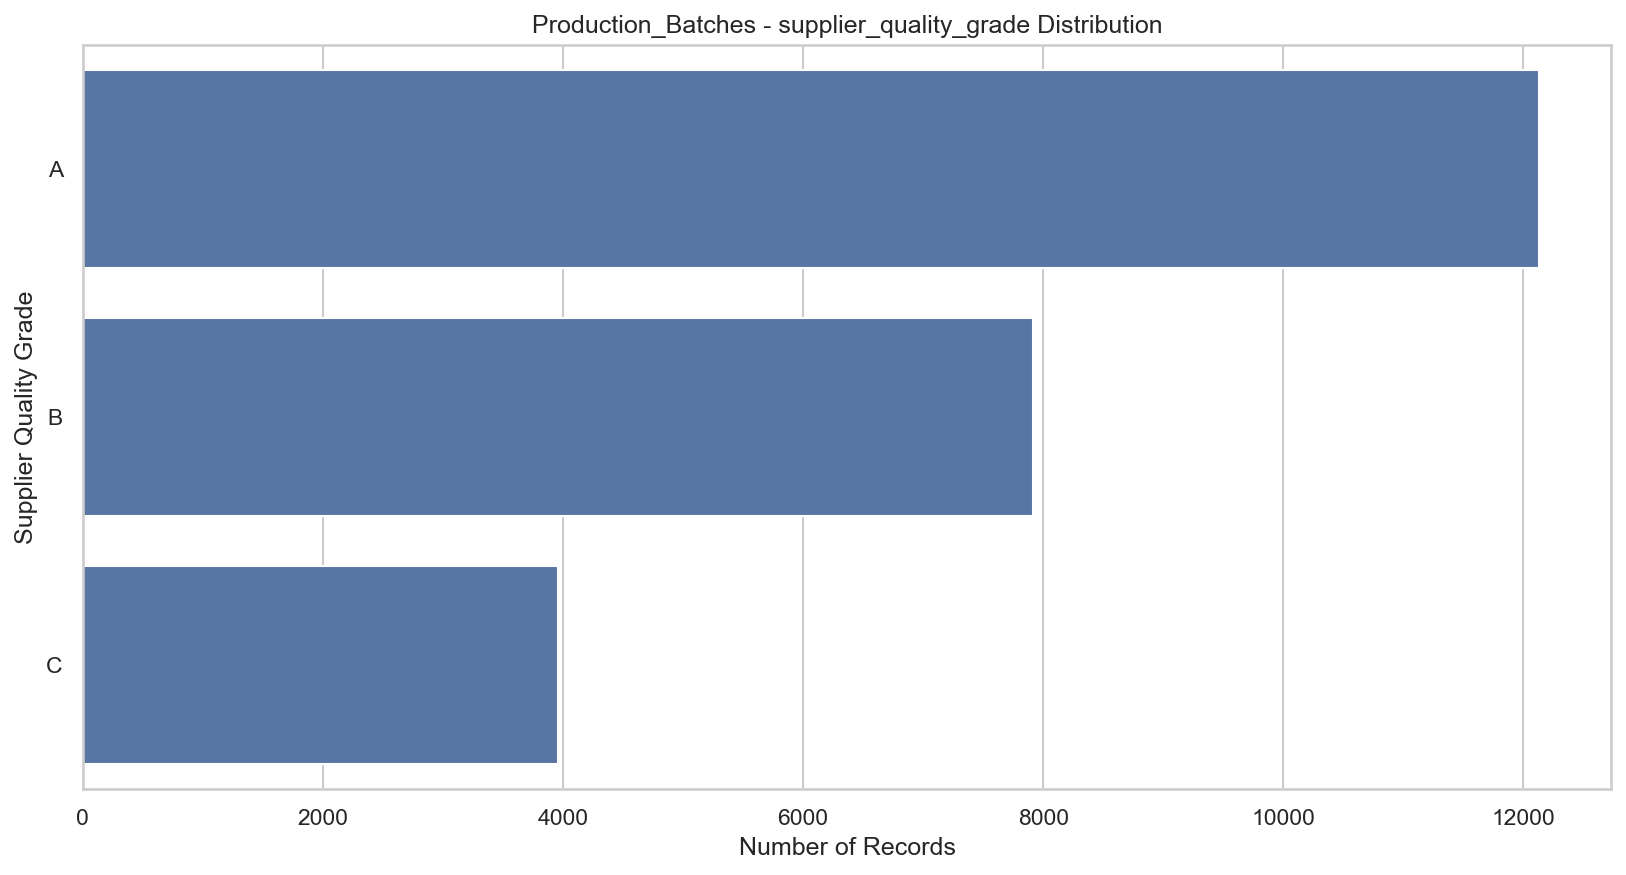 Production_Batches - supplier_quality_grade Distribution
Supplier Quality Grade
A
B
C
0 2000 4000 6000 8000 10000 12000
Number of Records